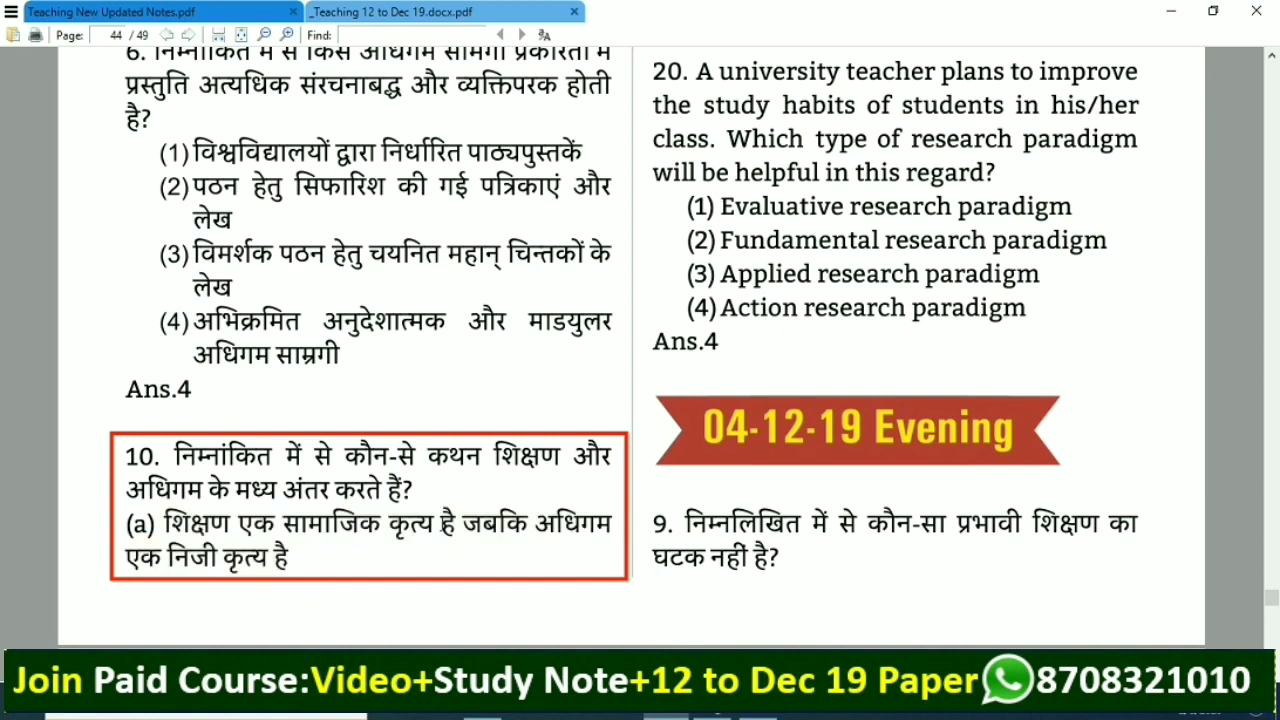 Teaching New Updated Notes.pdf
_Teaching 12 to Dec 19.docx.pdf
Page: 44 / 49
Find:
6. निम्नांकित में से किस अधिगम सामग्री प्रकारता में
प्रस्तुति अत्यधिक संरचनाबद्ध और व्यक्तिपरक होती
है?
(1) विश्वविद्यालयों द्वारा निर्धारित पाठ्यपुस्तकें
(2) पठन हेतु सिफारिश की गई पत्रिकाएं और
लेख
(3) विमर्शक पठन हेतु चयनित महान् चिन्तकों के
लेख
(4) अभिक्रमित अनुदेशात्मक और माडयुलर
अधिगम साम्रगी
Ans.4
10. निम्नांकित में से कौन-से कथन शिक्षण और
अधिगम के मध्य अंतर करते हैं?
(a) शिक्षण एक सामाजिक कृत्य है जबकि अधिगम
एक निजी कृत्य है
20. A university teacher plans to improve
the study habits of students in his/her
class. Which type of research paradigm
will be helpful in this regard?
(1) Evaluative research paradigm
(2) Fundamental research paradigm
(3) Applied research paradigm
(4) Action research paradigm
Ans.4
04-12-19 Evening
9. निम्नलिखित में से कौन-सा प्रभावी शिक्षण का
घटक नहीं है?
Join Paid Course:Video+Study Note+12 to Dec 19 Paper 8708321010